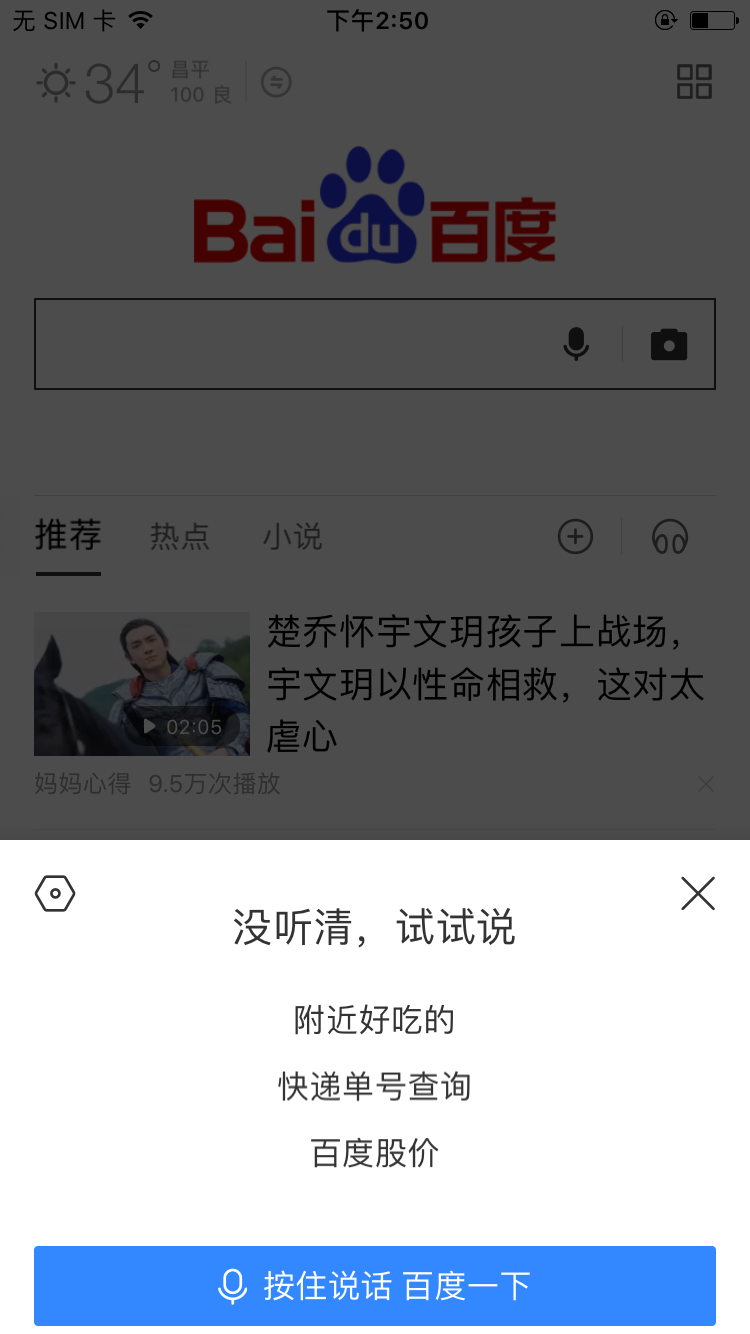 无 SIM 卡 下午2:50
34° 昌平
100 良
Bai du 百度
推荐 热点 小说
楚乔怀宇文玥孩子上战场，
宇文玥以性命相救，这对太
虐心
02:05
妈妈心得 9.5万次播放
没听清，试试说
附近好吃的
快递单号查询
百度股价
按住说话 百度一下